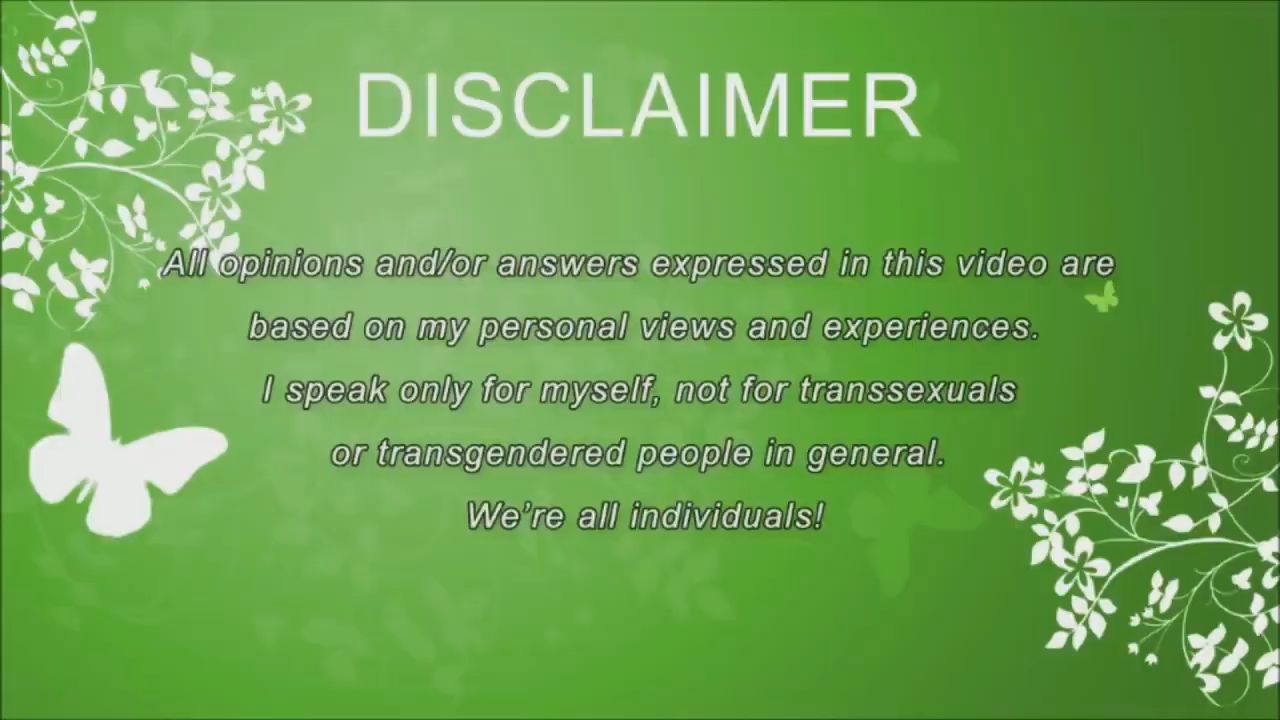 DISCLAIMER
All opinions and/or answers expressed in this video are
based on my personal views and experiences.
I speak only for myself, not for transsexuals
or transgendered people in general.
We're all individuals!